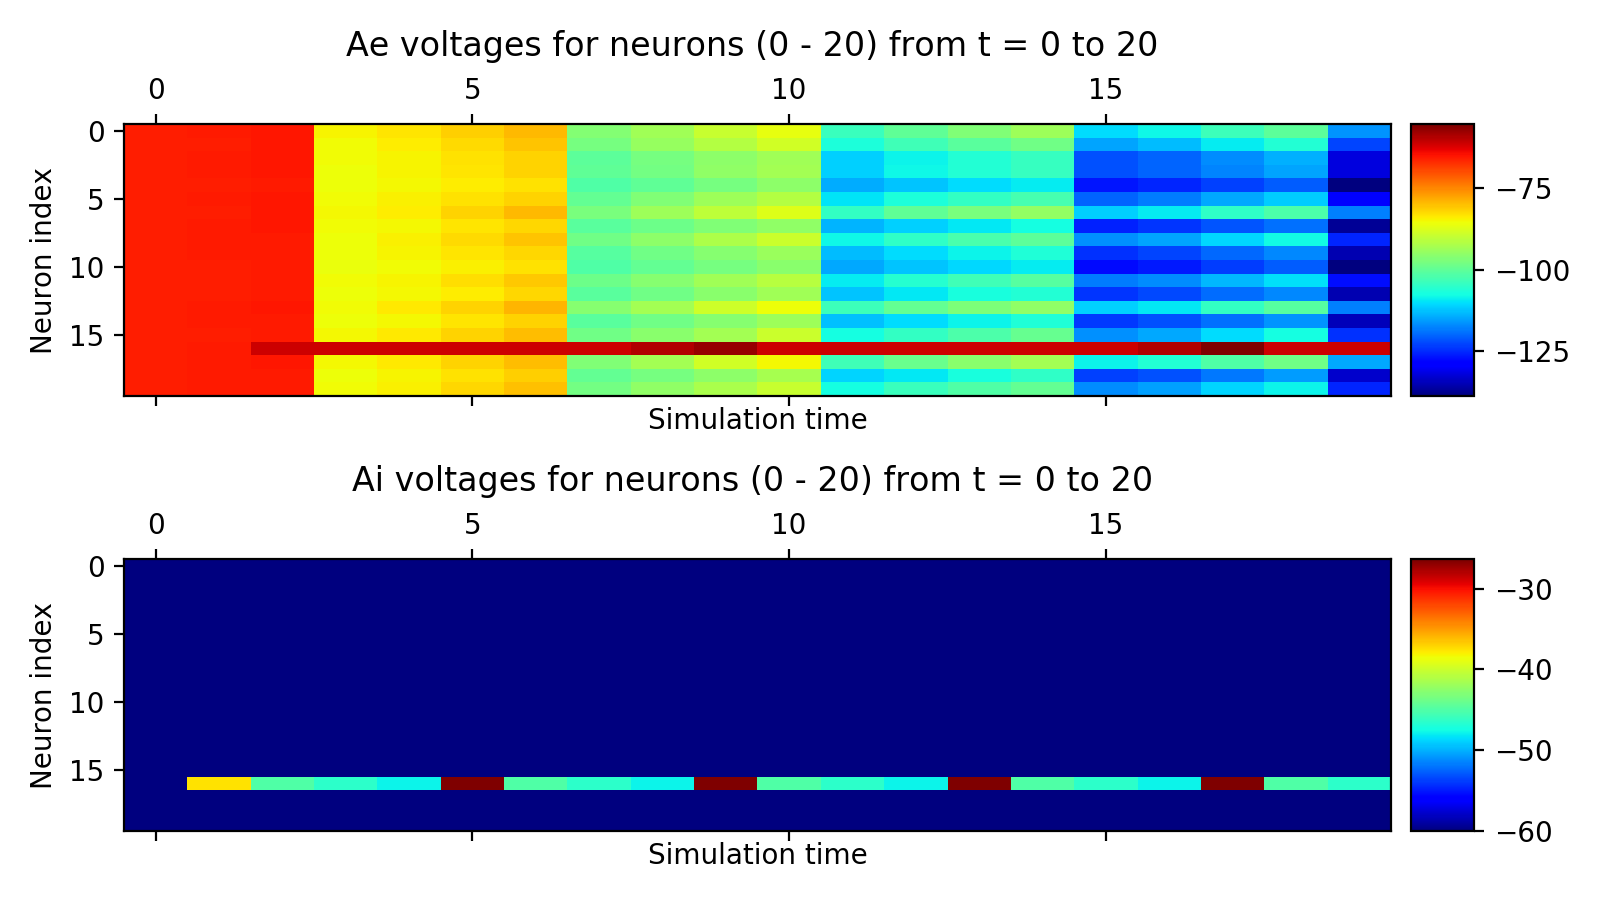 Ae voltages for neurons (0 - 20) from t = 0 to 20
0 5 10 15
0
5
10
15
Neuron index
Simulation time
−75
−100
−125
Ai voltages for neurons (0 - 20) from t = 0 to 20
0 5 10 15
0
5
10
15
Neuron index
Simulation time
−30
−40
−50
−60